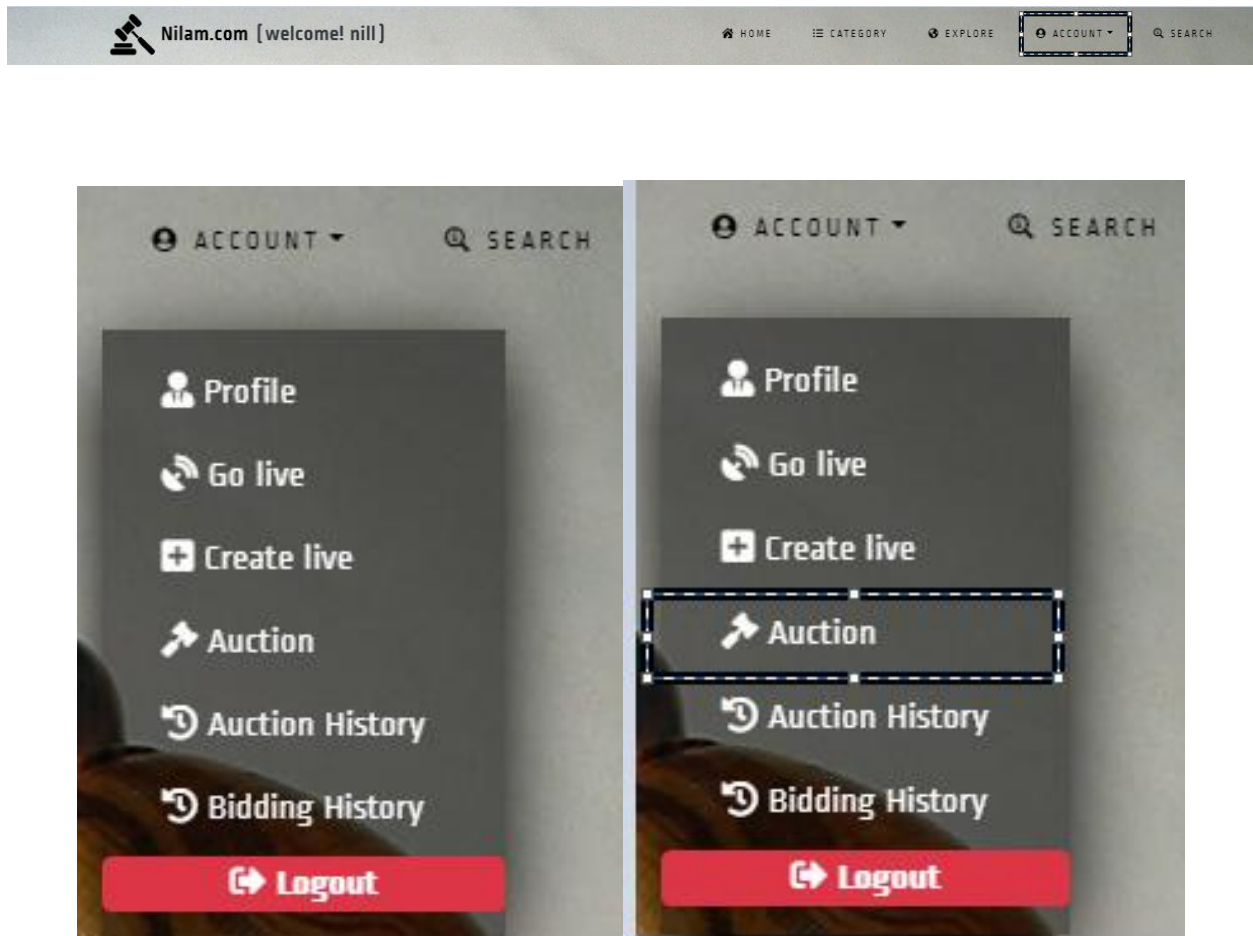 Nilam.com [welcome! nill] HOME CATEGORY EXPLORE ACCOUNT SEARCH
ACCOUNT SEARCH
Profile
Go live
Create live
Auction
Auction History
Bidding History
Logout
ACCOUNT SEARCH
Profile
Go live
Create live
Auction
Auction History
Bidding History
Logout